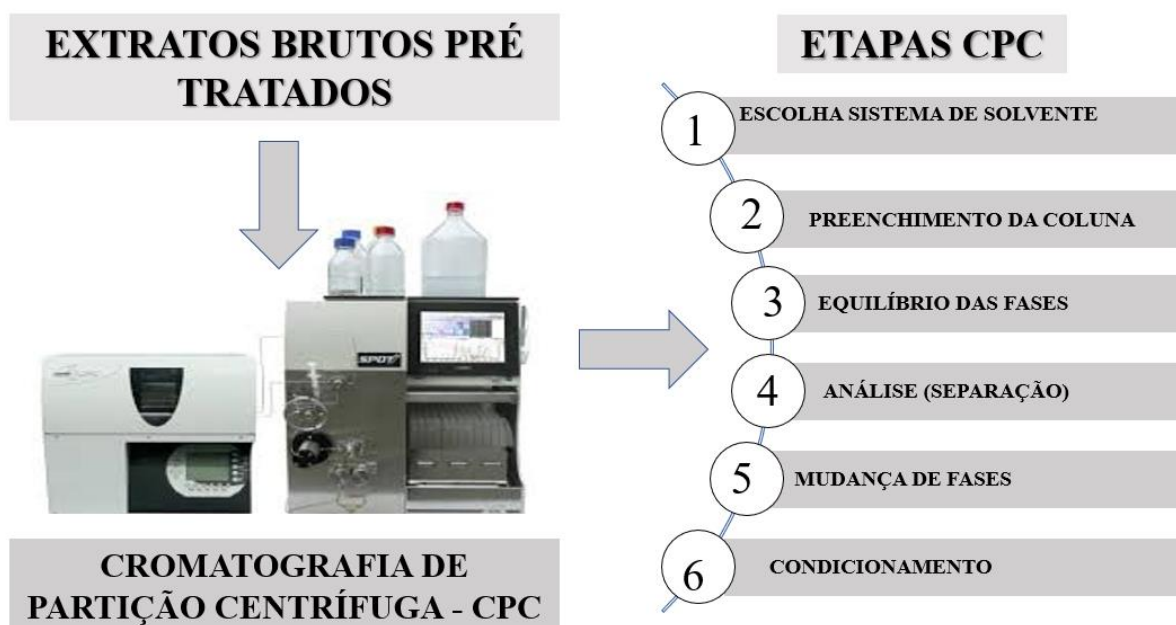 EXTRATOS BRUTOS PRÉ
TRATADOS
SPOT
CROMATOGRAFIA DE
PARTIÇÃO CENTRÍFUGA - CPC
ETAPAS CPC
1
ESCOLHA SISTEMA DE SOLVENTE
2
PREENCHIMENTO DA COLUNA
3
EQUILÍBRIO DAS FASES
4
ANÁLISE (SEPARAÇÃO)
5
MUDANÇA DE FASES
6
CONDICIONAMENTO